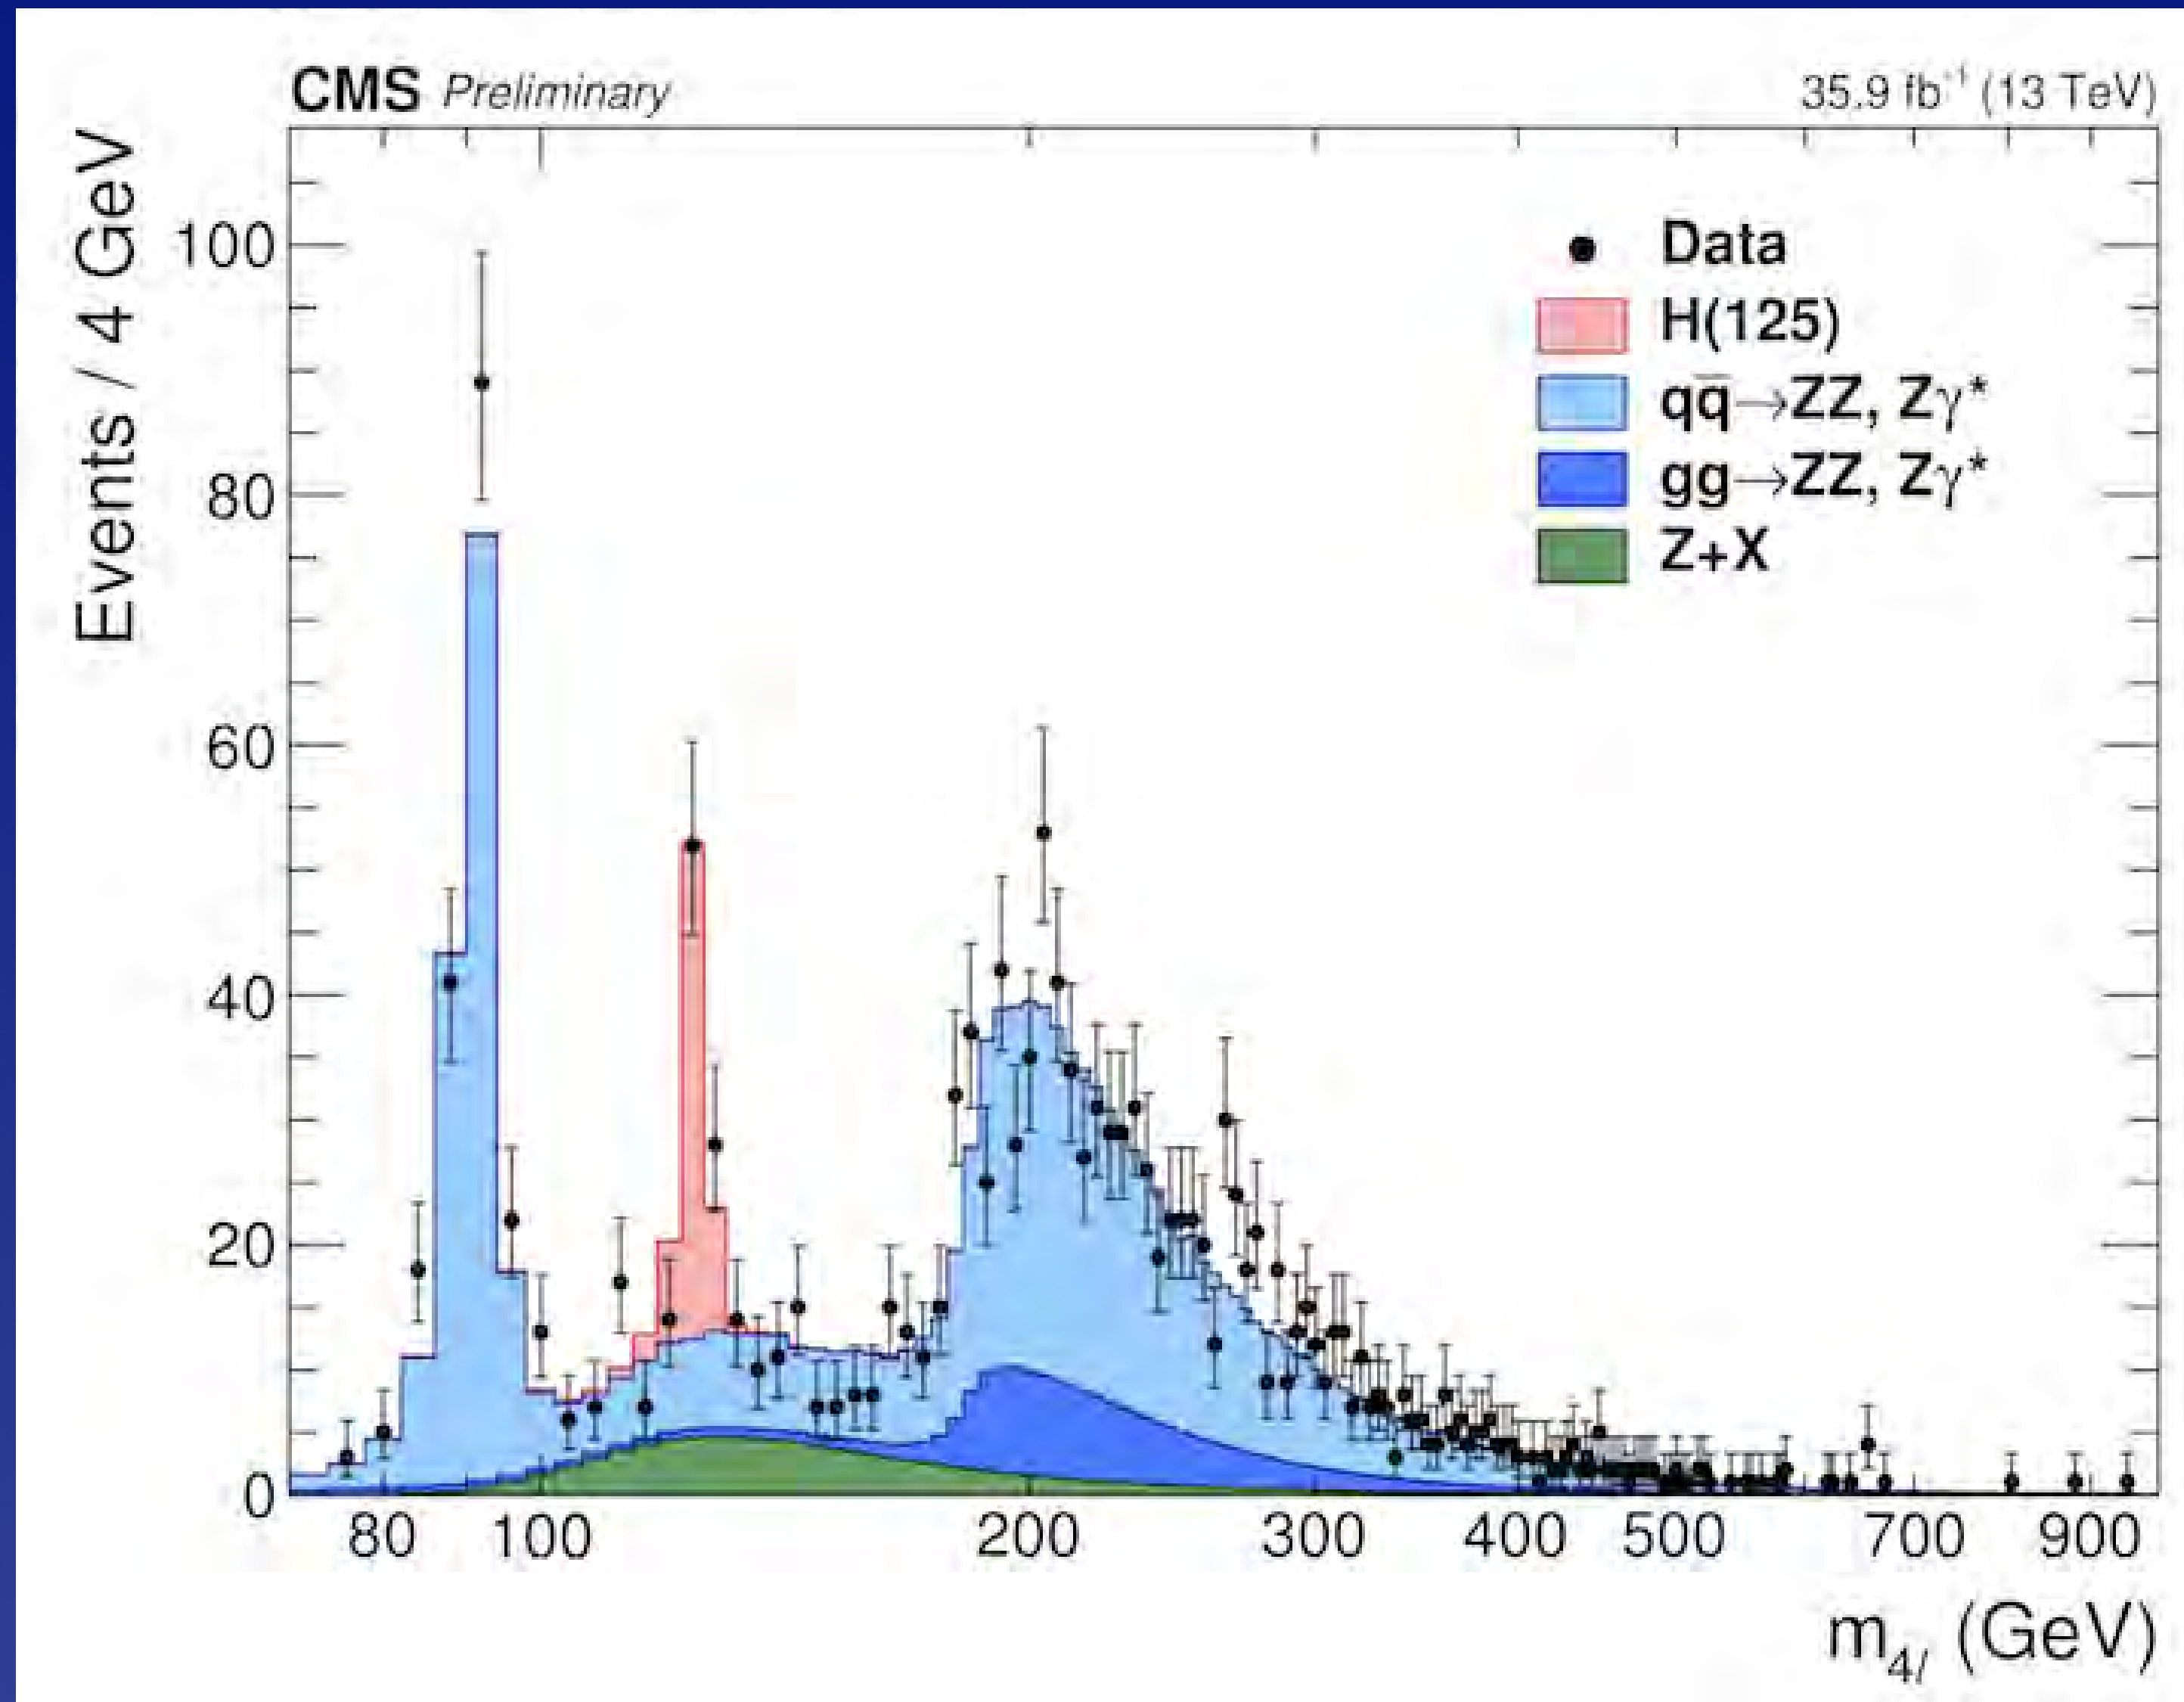 CMS Preliminary
35.9 fb⁻¹ (13 TeV)
Events / 4 GeV
100
80
60
40
20
0
Data
H(125)
qq̄→ZZ, Zγ*
gg→ZZ, Zγ*
Z+X
80 100 200 300 400 500 700 900
m4l (GeV)